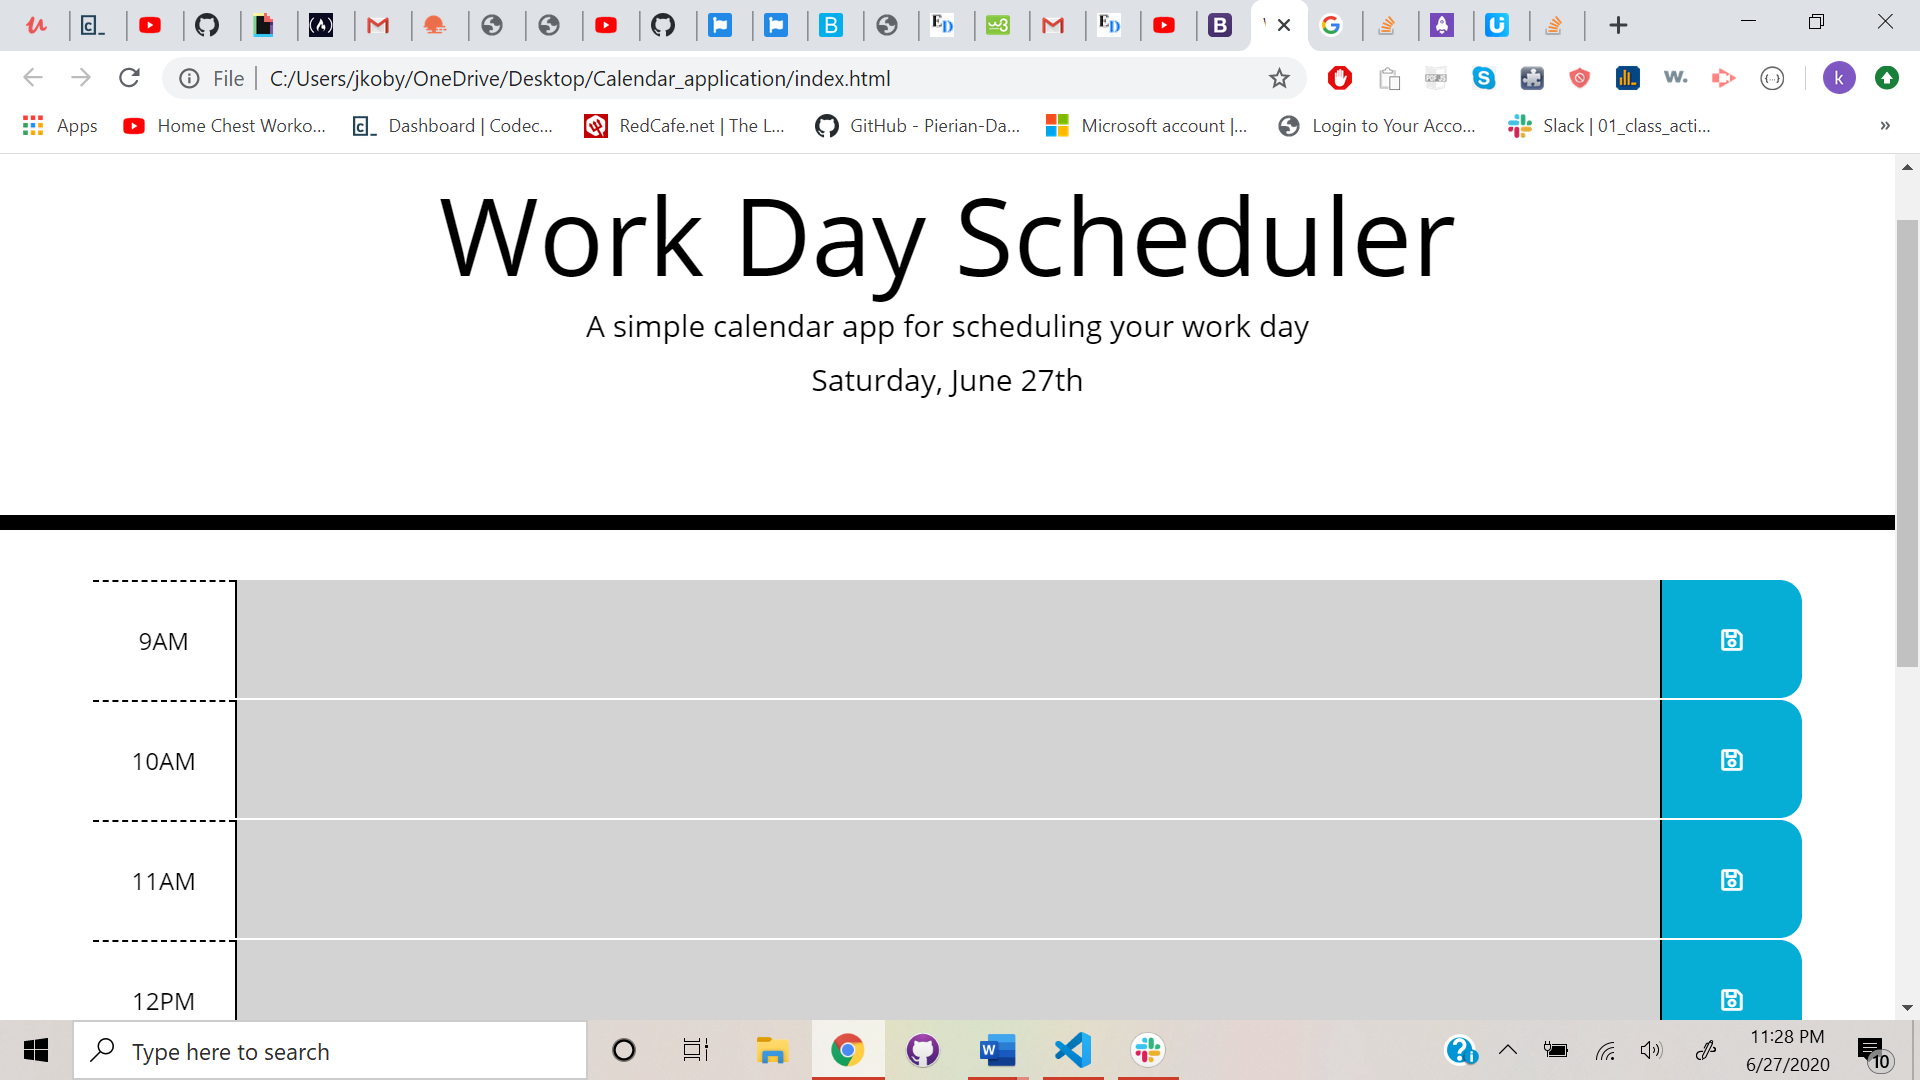 File C:/Users/jkoby/OneDrive/Desktop/Calendar_application/index.html
Apps Home Chest Worko... Dashboard | Codec... RedCafe.net | The L... GitHub - Pierian-Da... Microsoft account |... Login to Your Acco... Slack | 01_class_acti... »
Work Day Scheduler
A simple calendar app for scheduling your work day
Saturday, June 27th
9AM
10AM
11AM
12PM
Type here to search
11:28 PM
6/27/2020
10